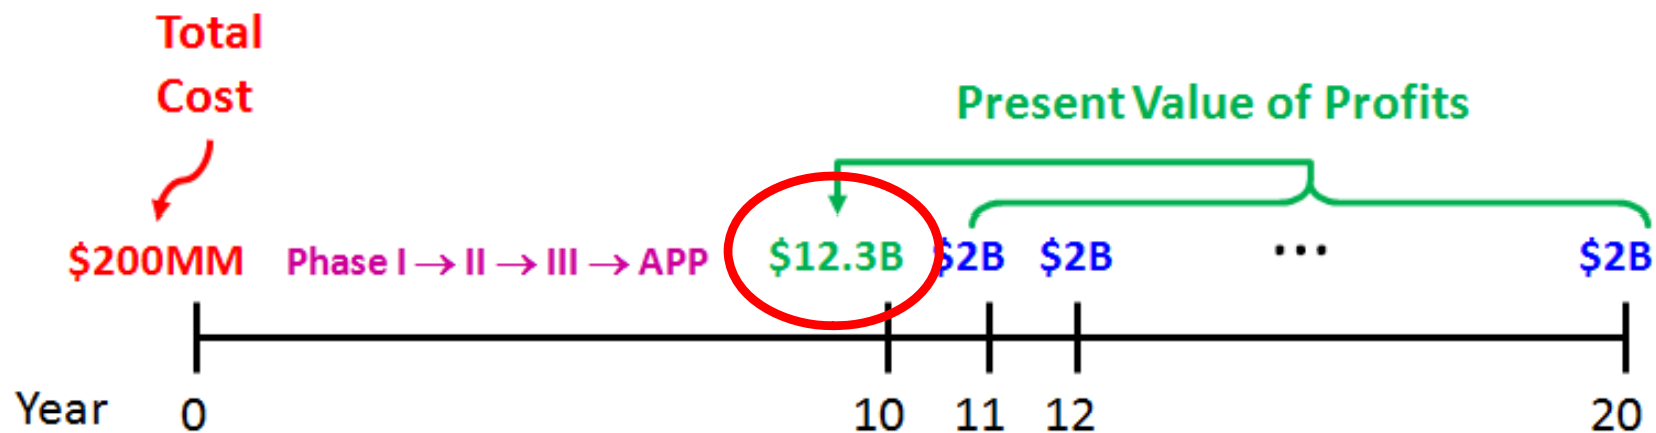 Total
Cost
Present Value of Profits
$200MM Phase I → II → III → APP $12.3B $2B $2B ... $2B
Year 0 10 11 12 20